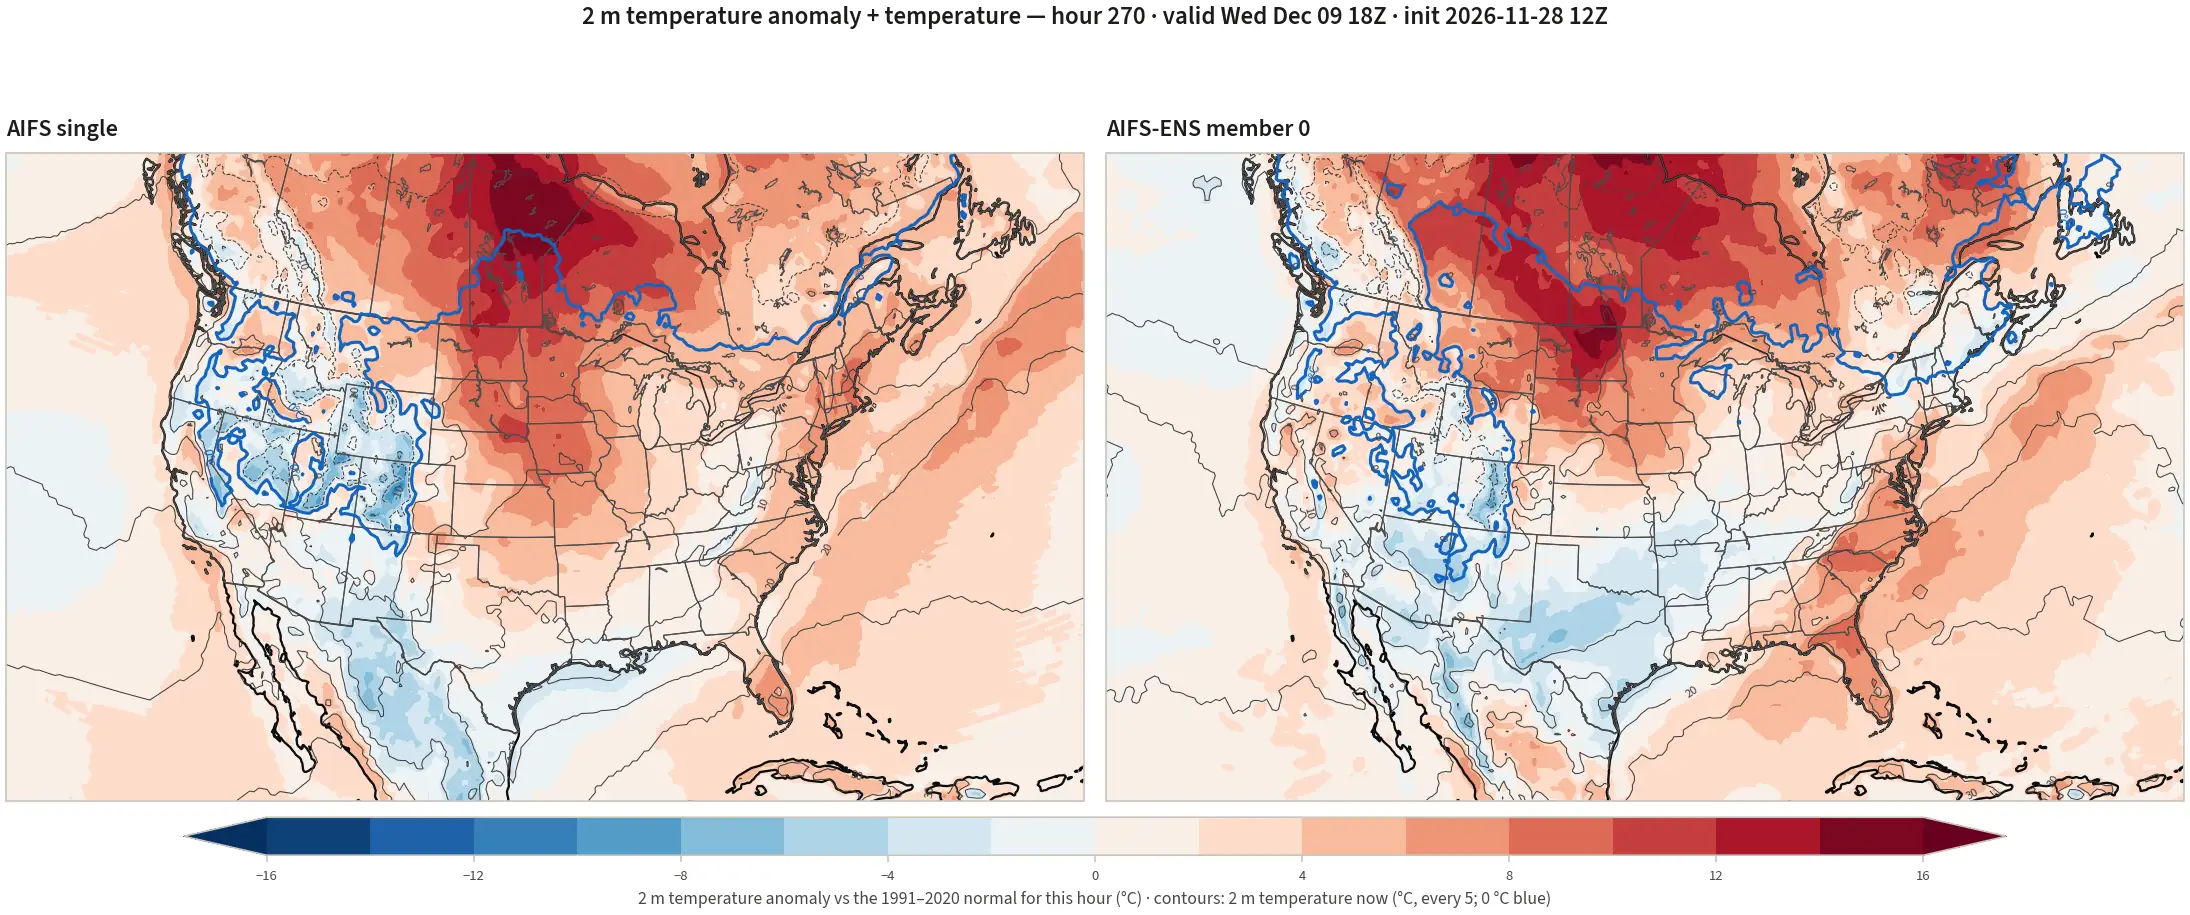 2 m temperature anomaly + temperature — hour 270 · valid Wed Dec 09 18Z · init 2026-11-28 12Z
AIFS single
AIFS-ENS member 0
−16 −12 −8 −4 0 4 8 12 16
2 m temperature anomaly vs the 1991–2020 normal for this hour (°C) · contours: 2 m temperature now (°C, every 5; 0 °C blue)